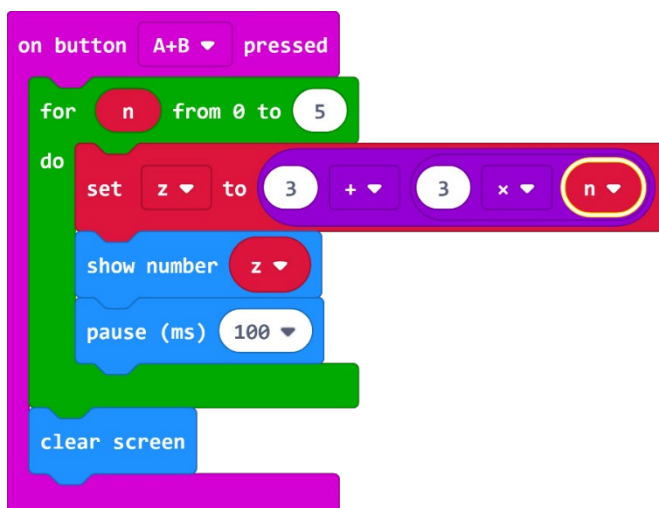 on button A+B pressed
for n from 0 to 5
do
set z to 3 + 3 × n
show number z
pause (ms) 100
clear screen